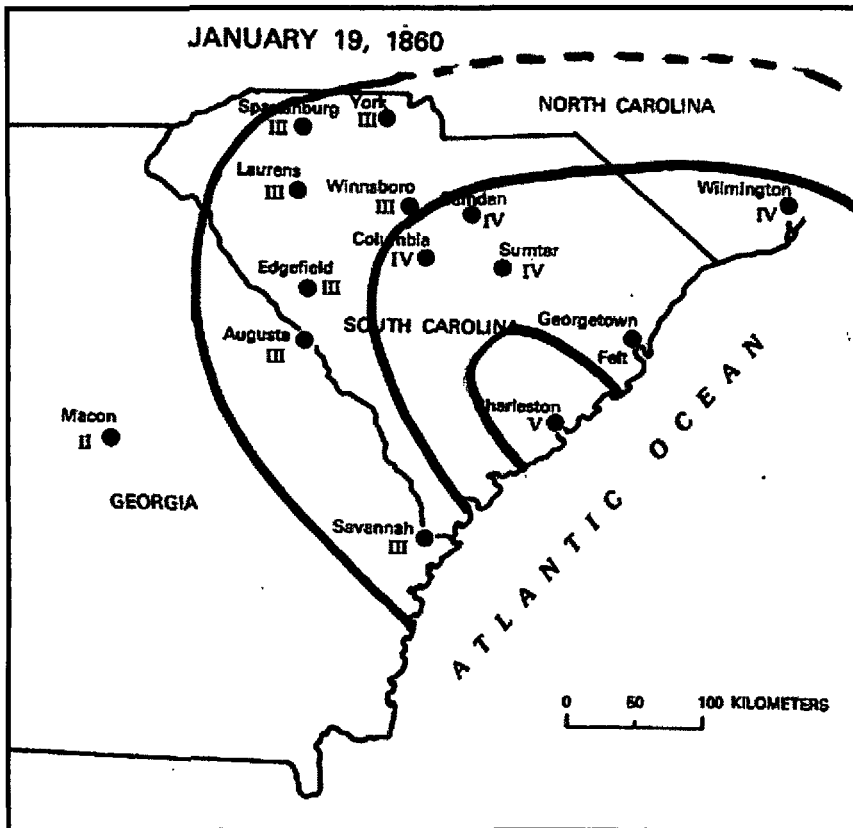 JANUARY 19, 1860
NORTH CAROLINA
Spartanburg
III
York
III
Laurens
III
Winnsboro
III
Camden
IV
Wilmington
IV
Columbia
IV
Sumter
IV
Edgefield
III
SOUTH CAROLINA
Georgetown
Felt
Augusta
III
Charleston
V
Macon
II
GEORGIA
Savannah
III
ATLANTIC OCEAN
0 50 100 KILOMETERS